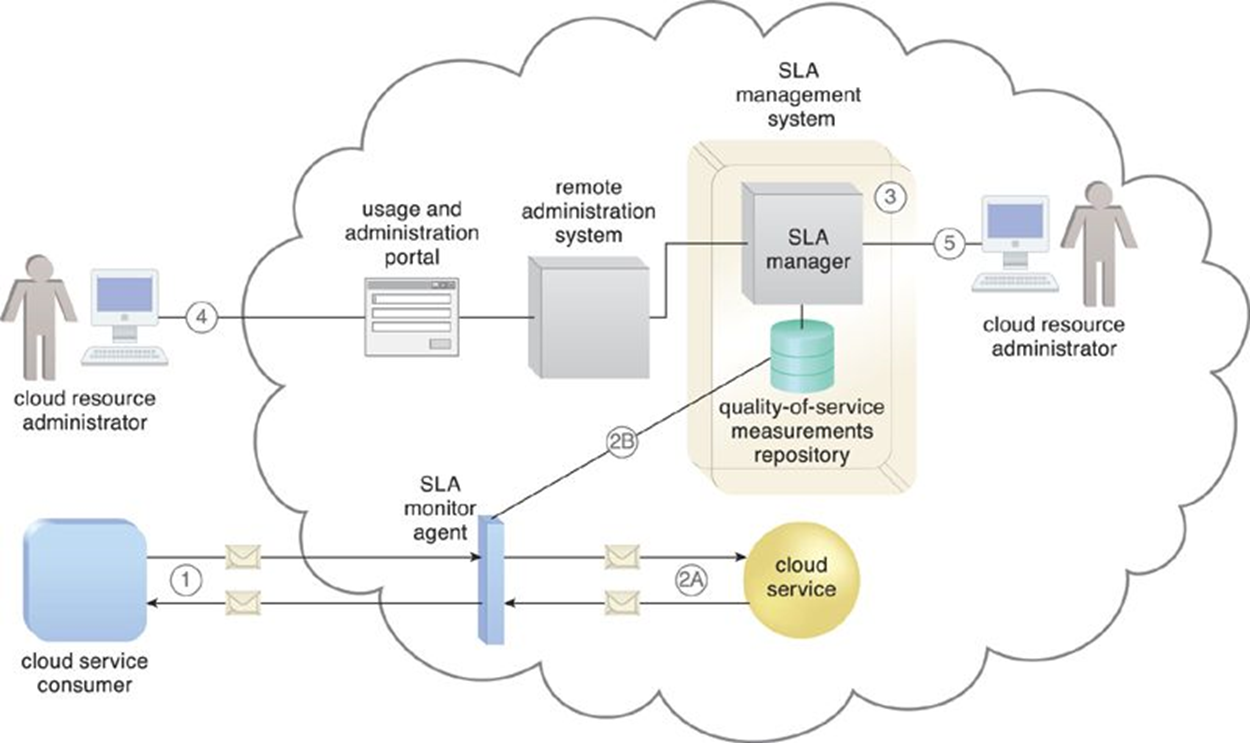 SLA
management
system
remote
administration
system
usage and
administration
portal
3
SLA
manager
5
4
cloud resource
administrator
cloud resource
administrator
quality-of-service
measurements
repository
2B
SLA
monitor
agent
1
2A
cloud
service
cloud service
consumer